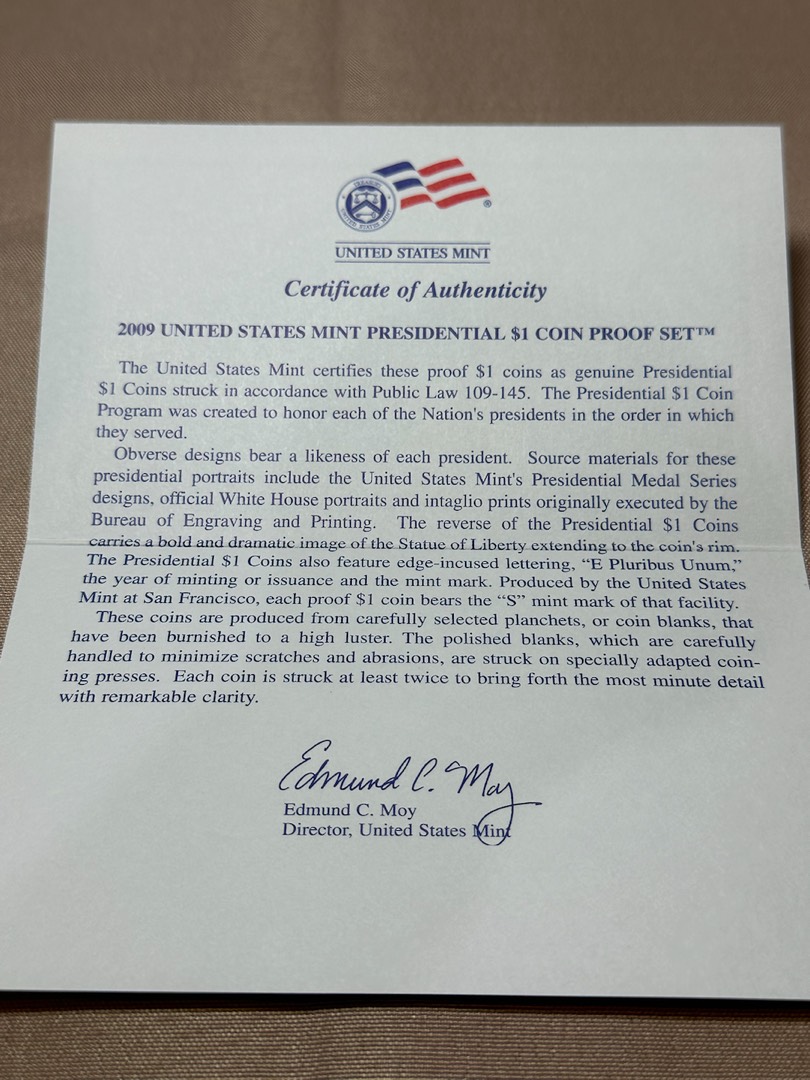 UNITED STATES MINT
Certificate of Authenticity
2009 UNITED STATES MINT PRESIDENTIAL $1 COIN PROOF SET™
The United States Mint certifies these proof $1 coins as genuine Presidential
$1 Coins struck in accordance with Public Law 109-145. The Presidential $1 Coin
Program was created to honor each of the Nation's presidents in the order in which
they served.
Obverse designs bear a likeness of each president. Source materials for these
presidential portraits include the United States Mint's Presidential Medal Series
designs, official White House portraits and intaglio prints originally executed by the
Bureau of Engraving and Printing. The reverse of the Presidential $1 Coins
carries a bold and dramatic image of the Statue of Liberty extending to the coin's rim.
The Presidential $1 Coins also feature edge-incused lettering, “E Pluribus Unum,”
the year of minting or issuance and the mint mark. Produced by the United States
Mint at San Francisco, each proof $1 coin bears the “S” mint mark of that facility.
These coins are produced from carefully selected planchets, or coin blanks, that
have been burnished to a high luster. The polished blanks, which are carefully
handled to minimize scratches and abrasions, are struck on specially adapted coin-
ing presses. Each coin is struck at least twice to bring forth the most minute detail
with remarkable clarity.
Edmund C. Moy
Edmund C. Moy
Director, United States Mint